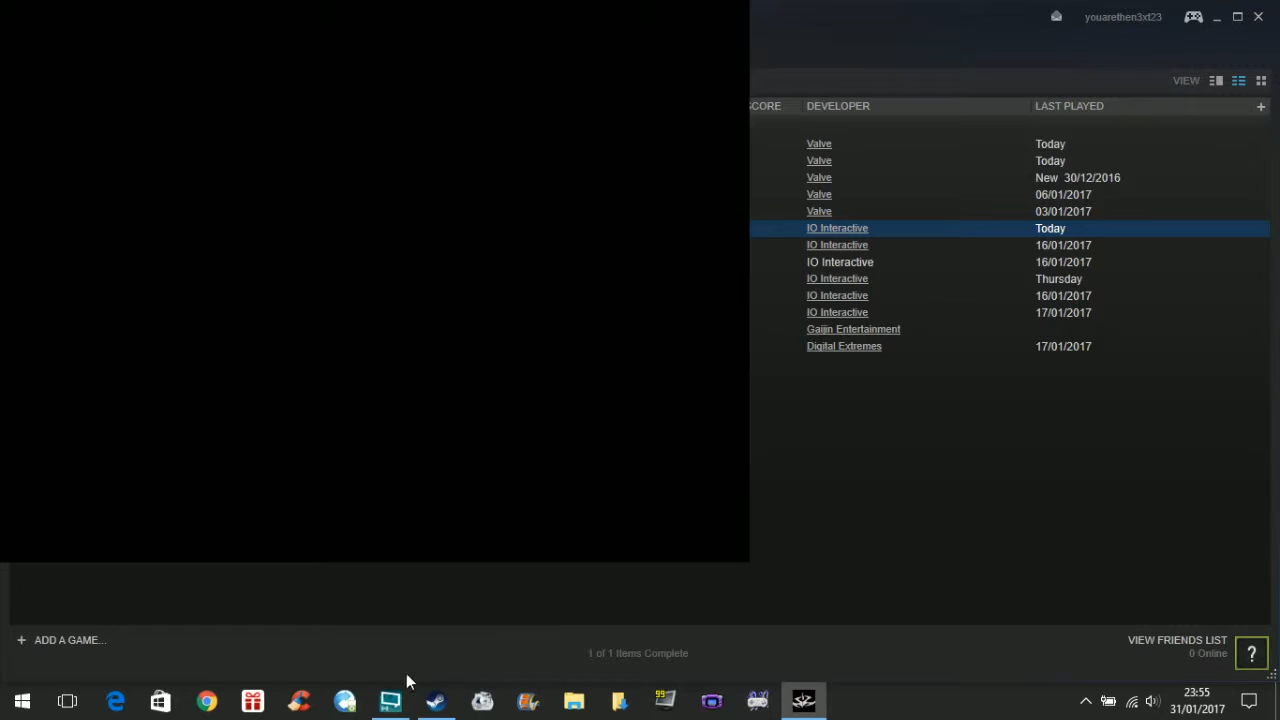 youarethen3xt23
VIEW
SCORE DEVELOPER LAST PLAYED +
Valve Today
Valve Today
Valve New 30/12/2016
Valve 06/01/2017
Valve 03/01/2017
IO Interactive Today
IO Interactive 16/01/2017
IO Interactive 16/01/2017
IO Interactive Thursday
IO Interactive 16/01/2017
IO Interactive 17/01/2017
Gaijin Entertainment
Digital Extremes 17/01/2017
+ ADD A GAME...
1 of 1 Items Complete
VIEW FRIENDS LIST
0 Online
?
99
23:55
31/01/2017